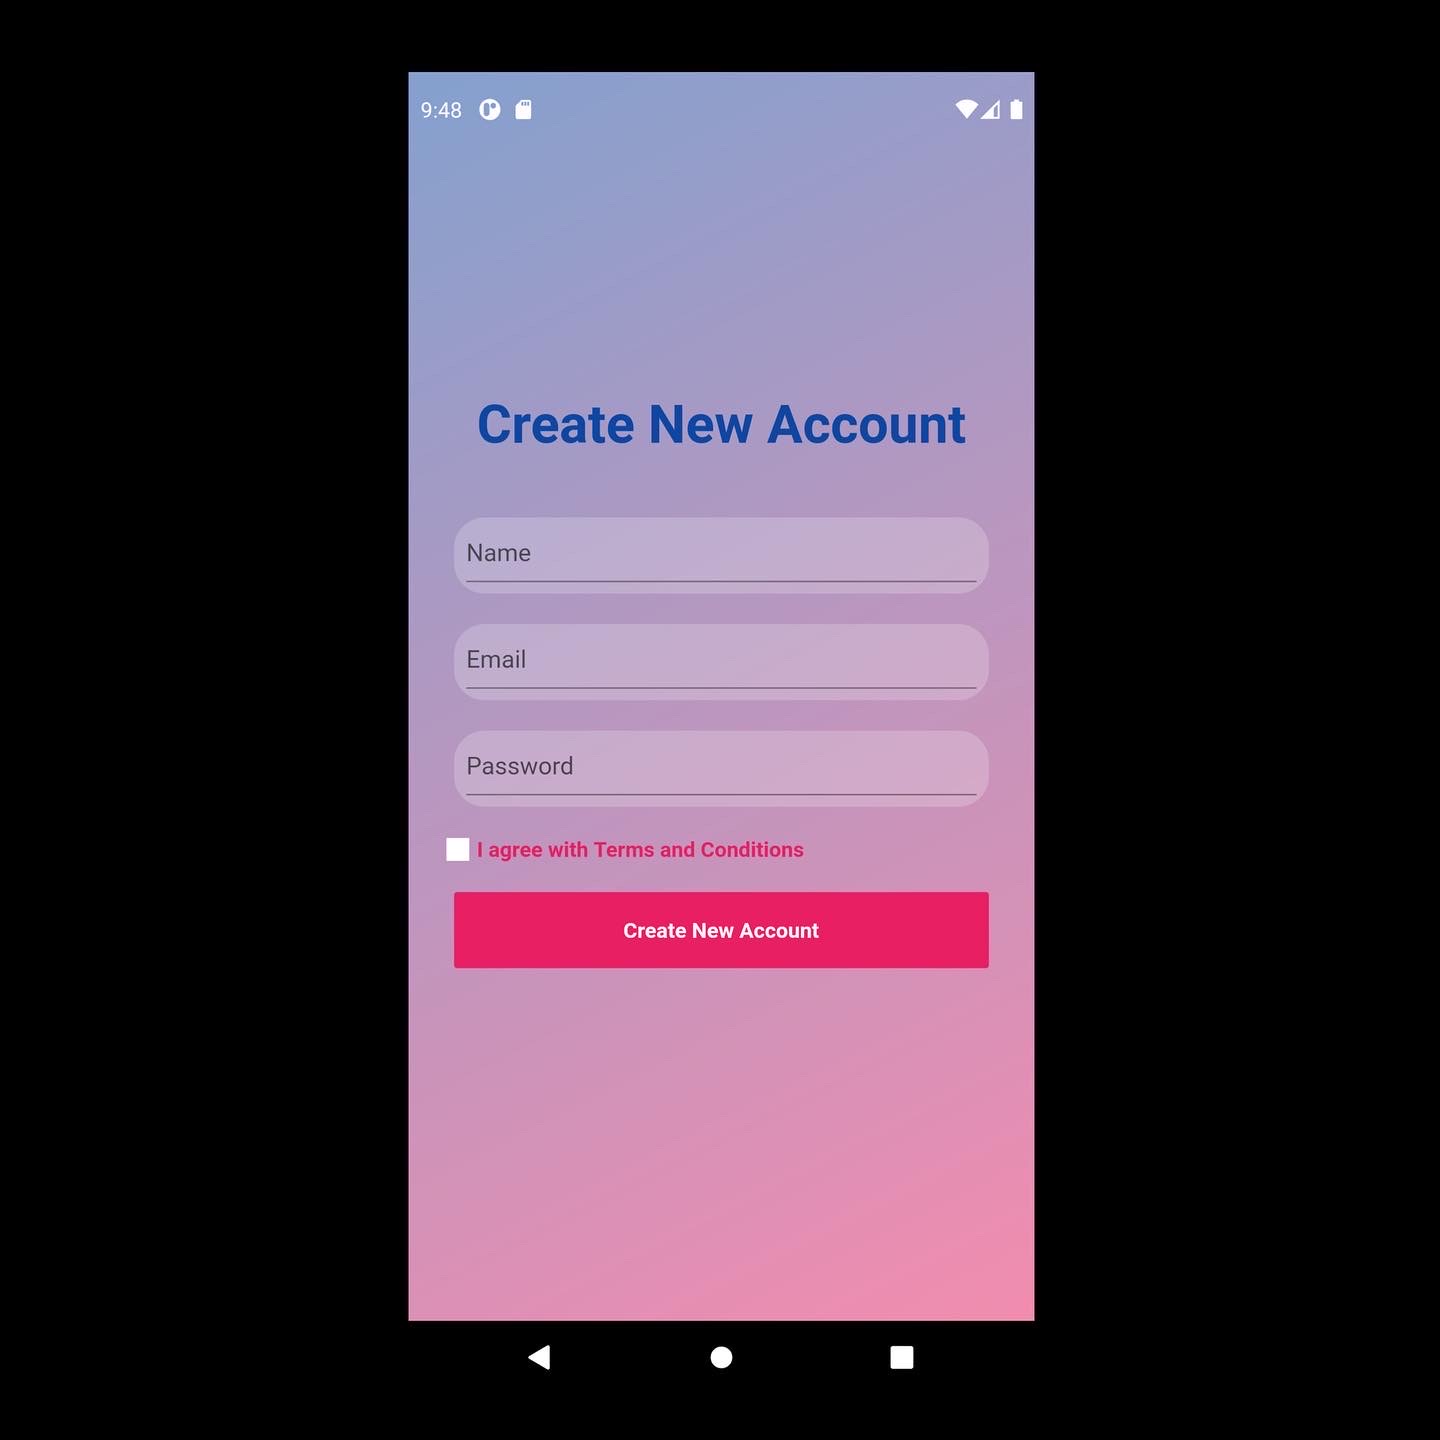 9:48
Create New Account
Name
Email
Password
I agree with Terms and Conditions
Create New Account